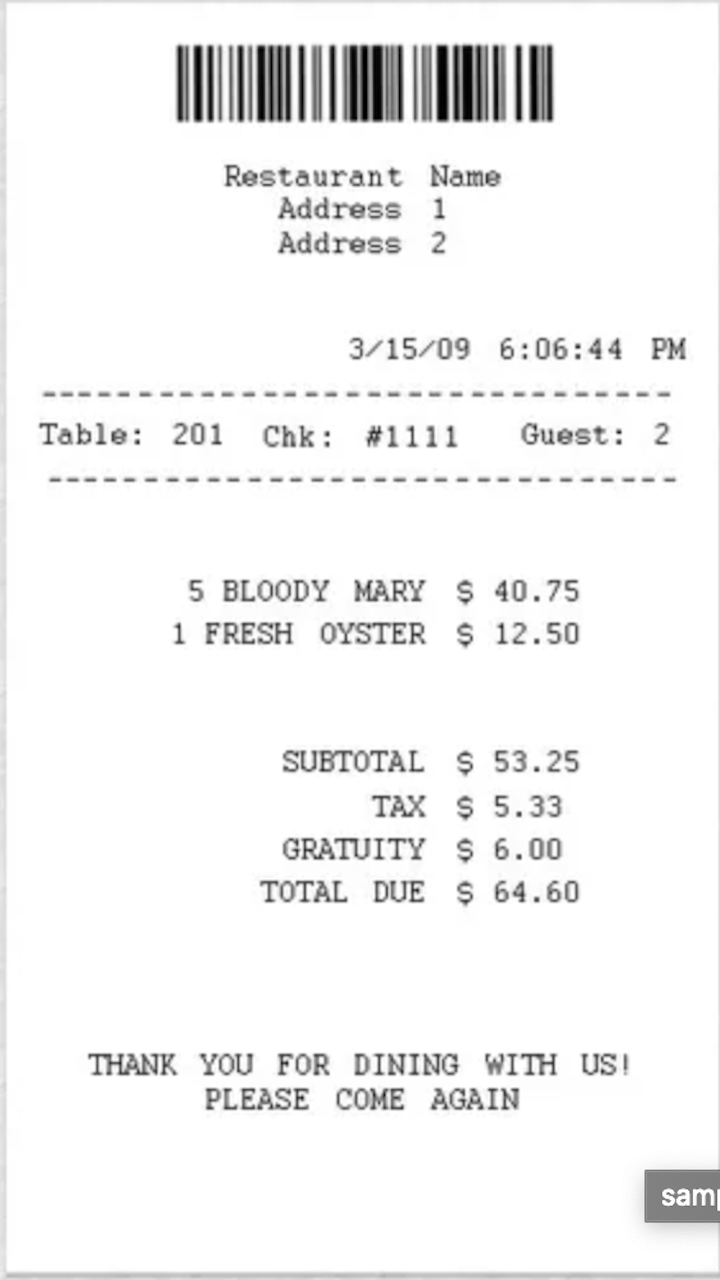 Restaurant Name
Address 1
Address 2
3/15/09 6:06:44 PM
---------------------------------
Table: 201 Chk: #1111 Guest: 2
---------------------------------
5 BLOODY MARY $ 40.75
1 FRESH OYSTER $ 12.50
SUBTOTAL $ 53.25
TAX $ 5.33
GRATUITY $ 6.00
TOTAL DUE $ 64.60
THANK YOU FOR DINING WITH US!
PLEASE COME AGAIN